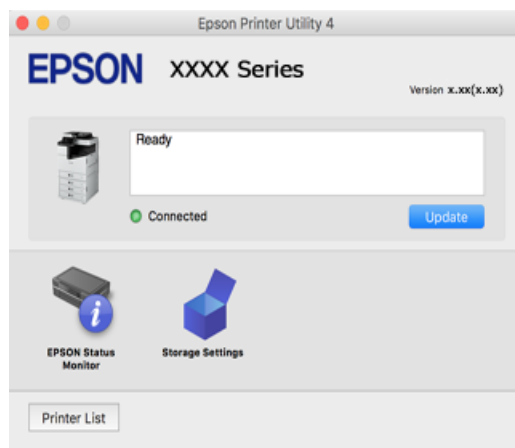 Epson Printer Utility 4
EPSON XXXX Series
Version x.xx(x.xx)
Ready
Connected
Update
EPSON Status
Monitor
Storage Settings
Printer List